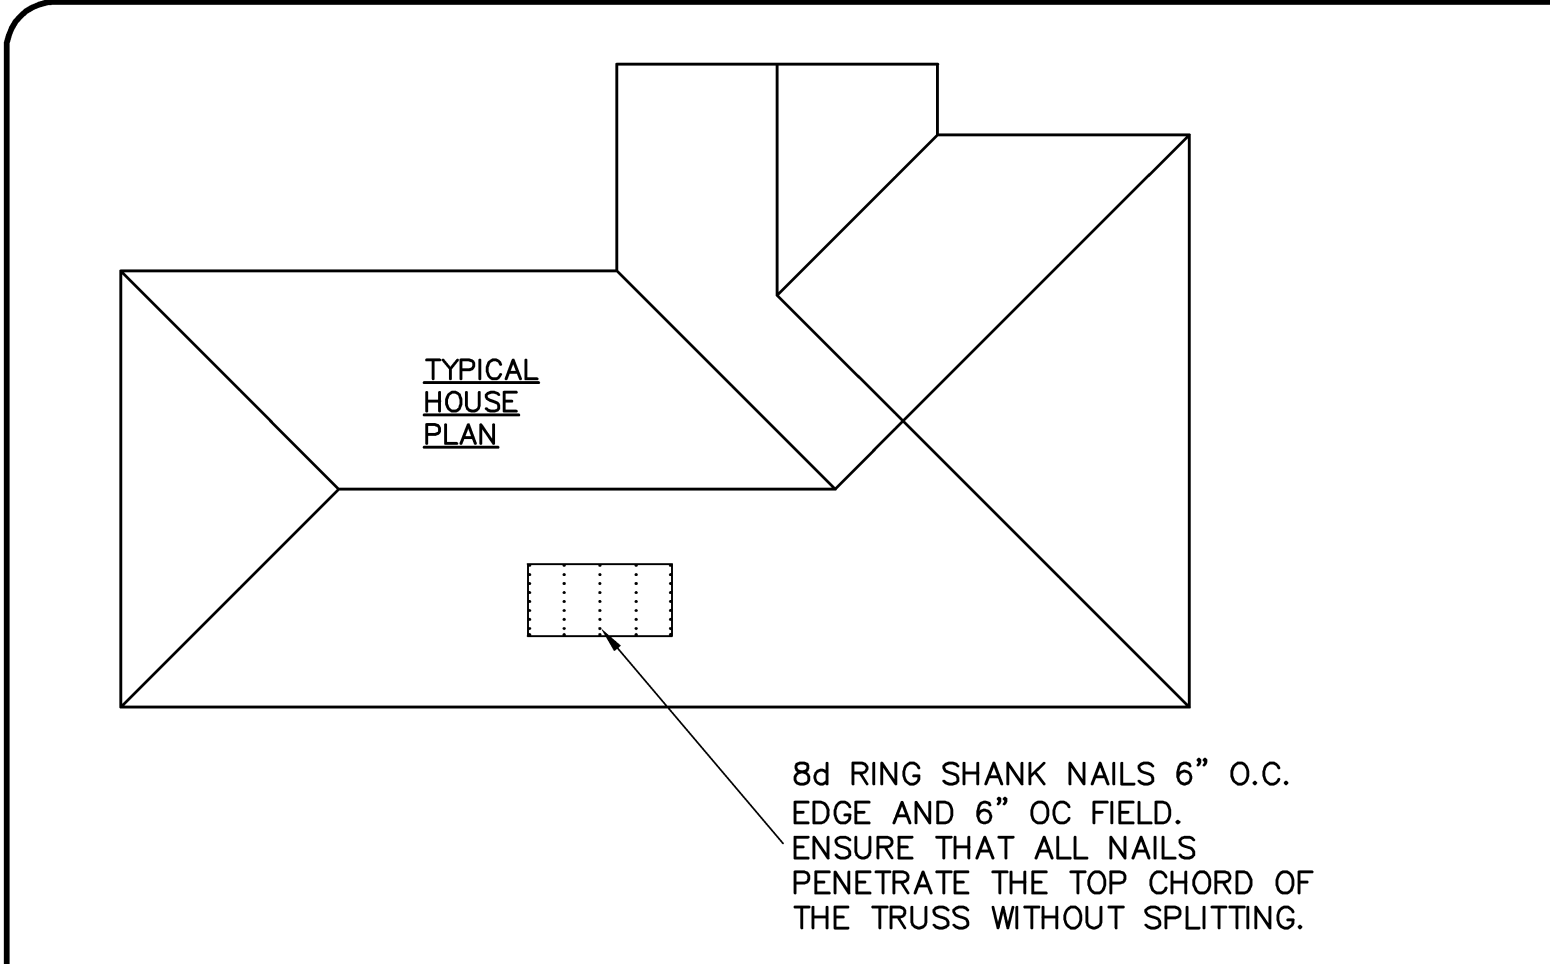 TYPICAL
HOUSE
PLAN
8d RING SHANK NAILS 6” O.C.
EDGE AND 6” OC FIELD.
ENSURE THAT ALL NAILS
PENETRATE THE TOP CHORD OF
THE TRUSS WITHOUT SPLITTING.